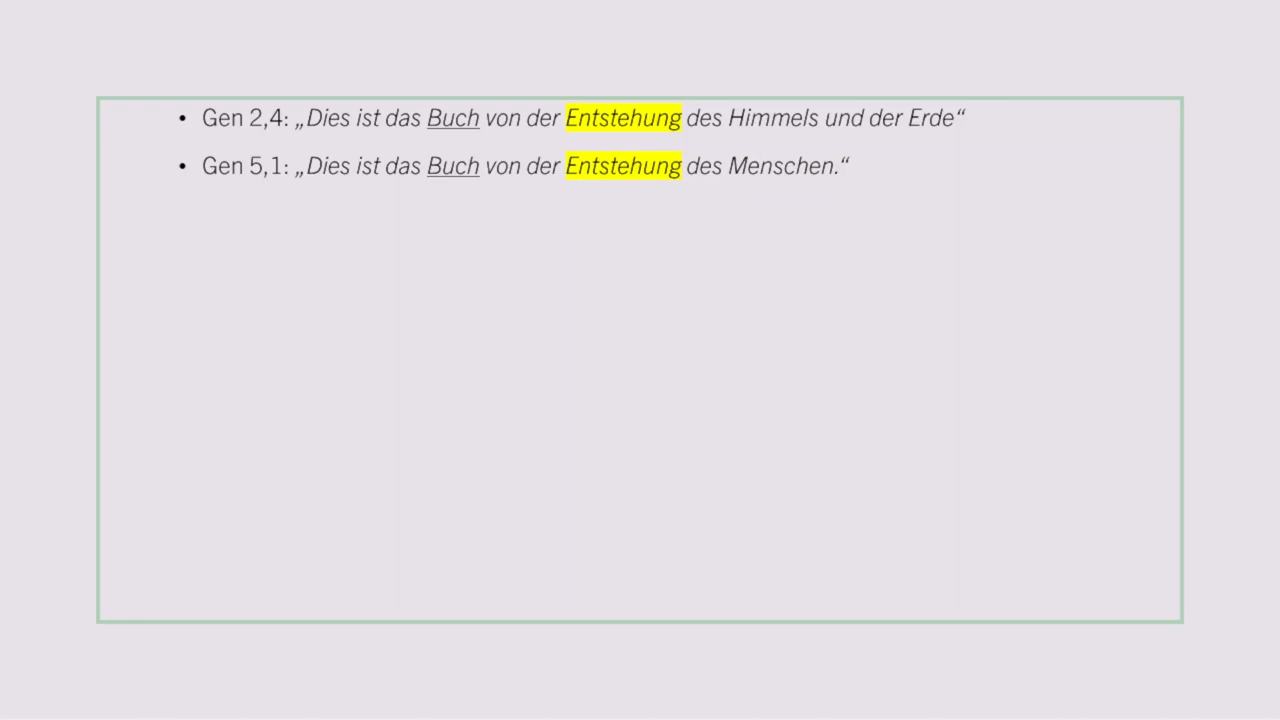 • Gen 2,4: „Dies ist das Buch von der Entstehung des Himmels und der Erde“
• Gen 5,1: „Dies ist das Buch von der Entstehung des Menschen.“